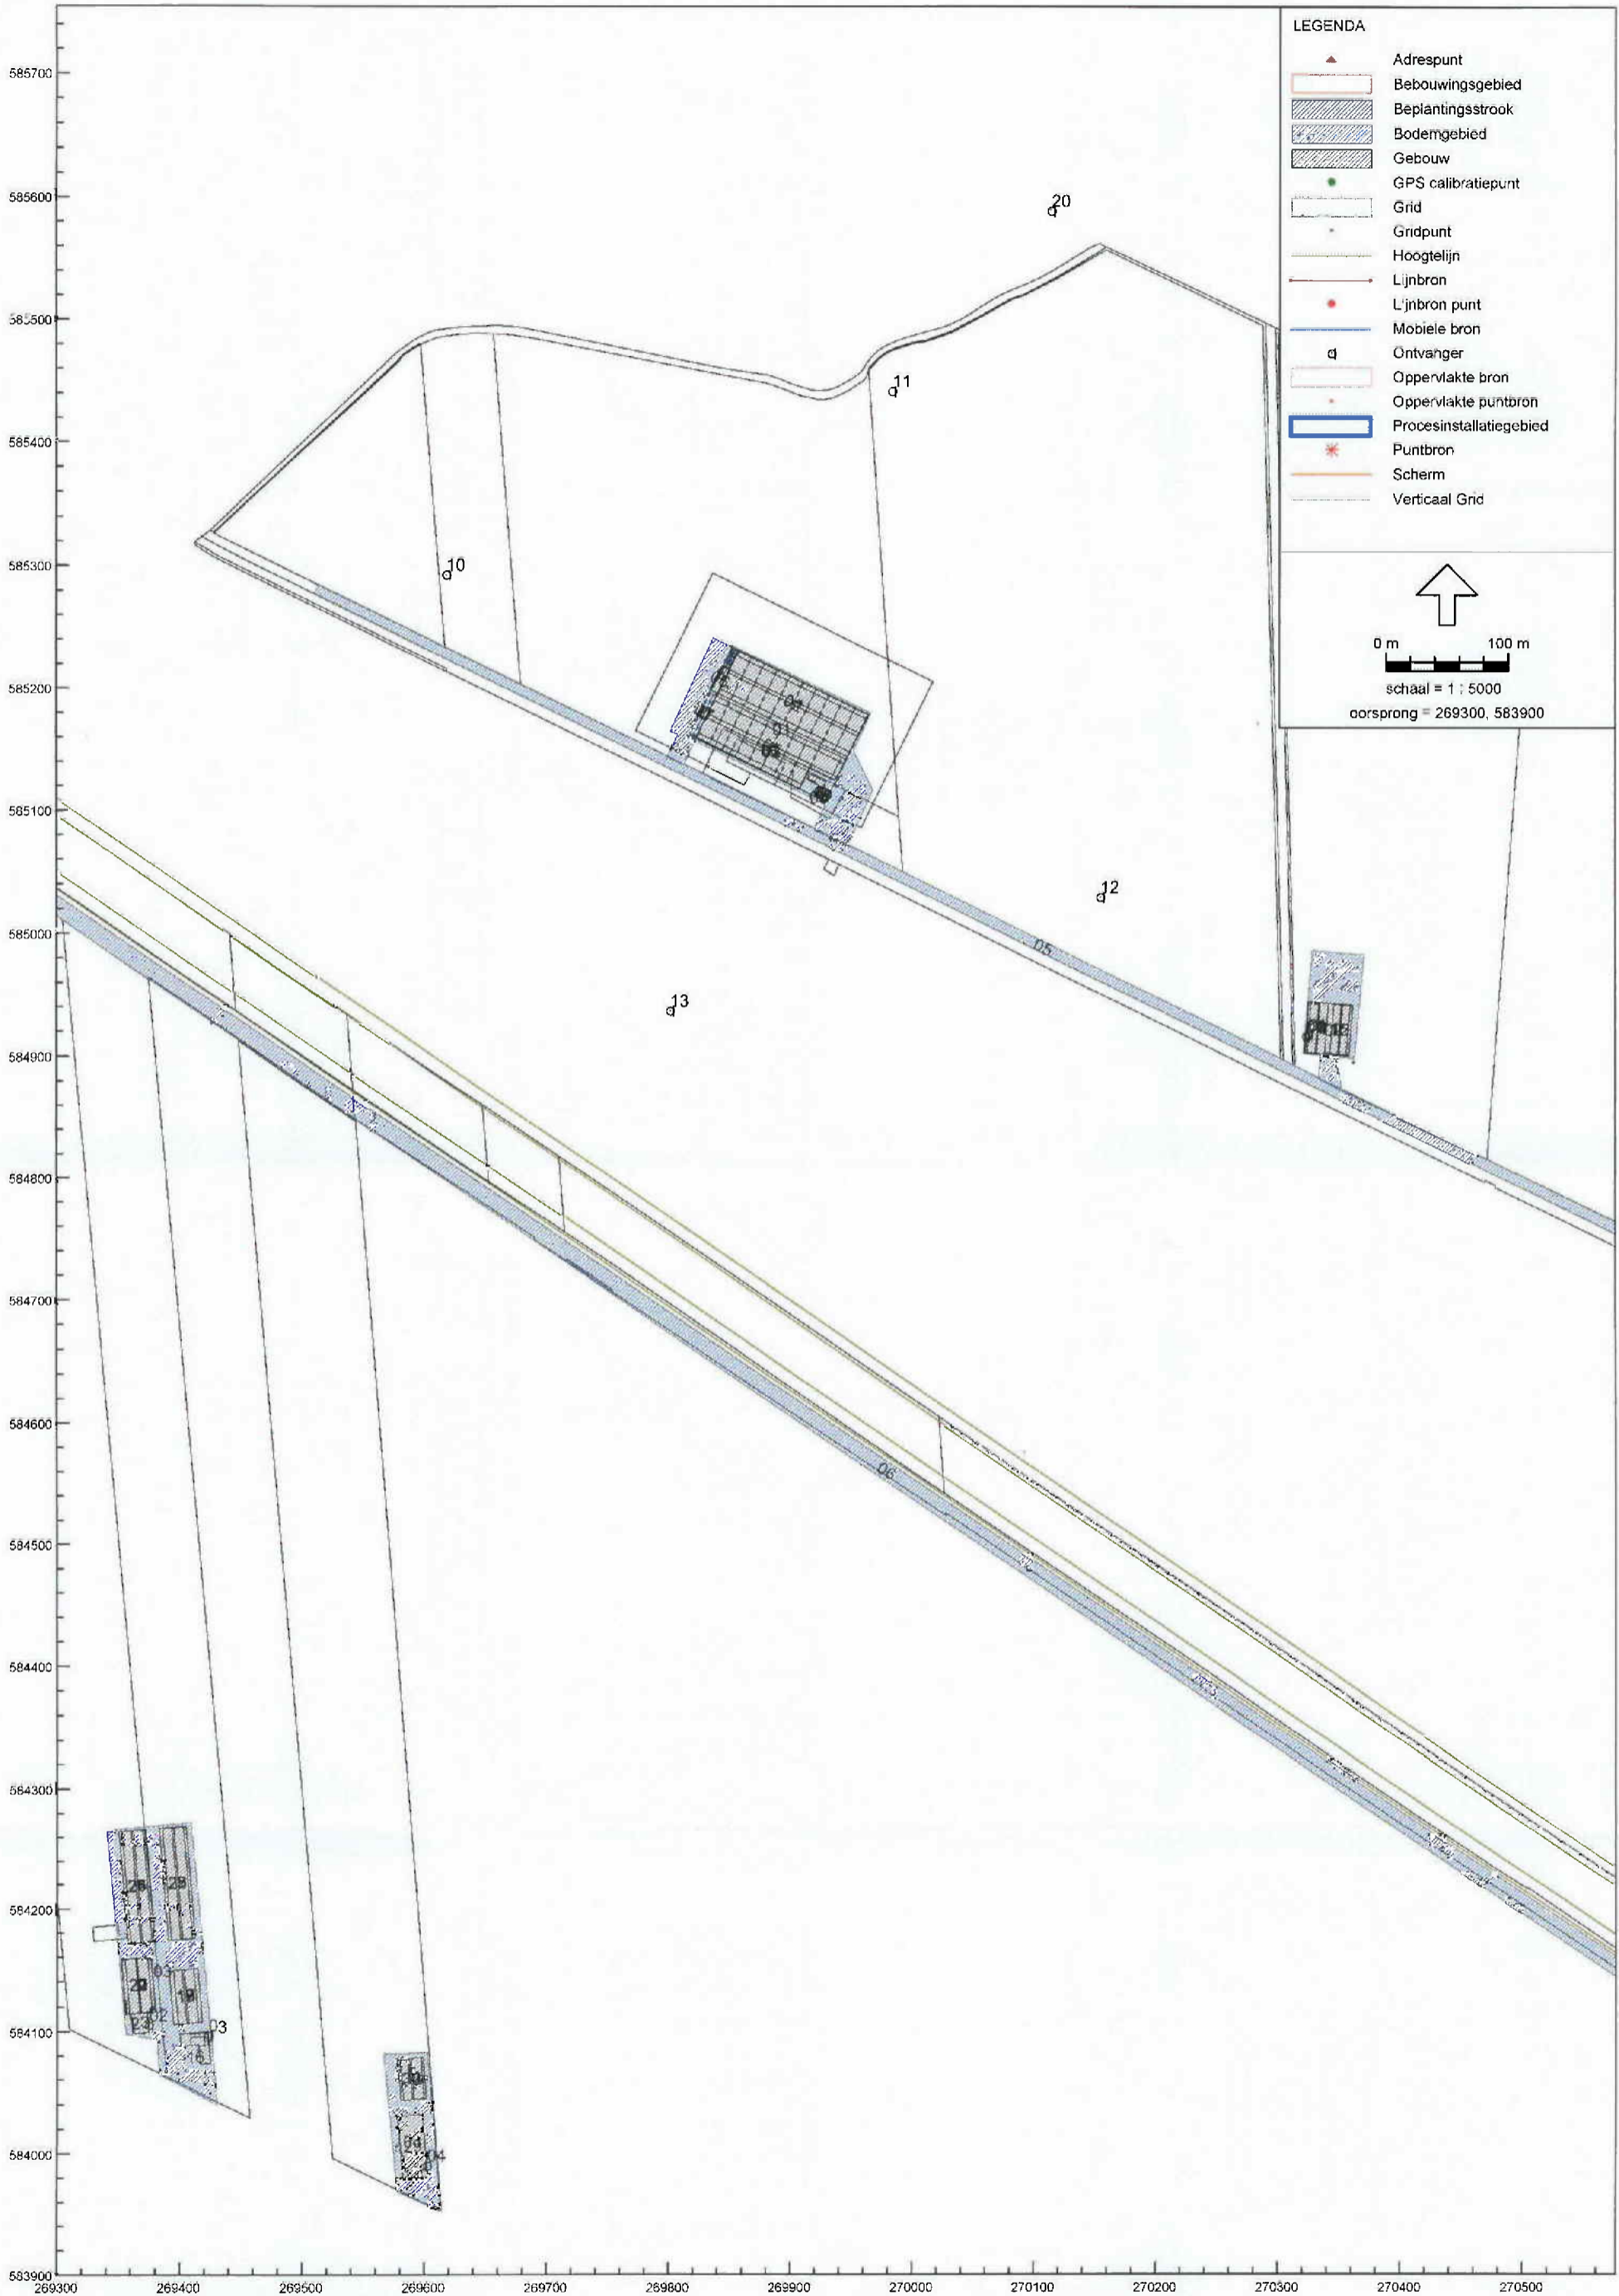 LEGENDA
Adrespunt
Bebouwingsgebied
Beplantingsstrook
Bodemgebied
Gebouw
GPS calibratiepunt
Grid
Gridpunt
Hoogtelijn
Lijnbron
Lijnbron punt
Mobiele bron
Ontvanger
Oppervlakte bron
Oppervlakte puntbron
Procesinstallatiegebied
Puntbron
Scherm
Verticaal Grid
0 m 100 m
schaal = 1 : 5000
oorsprong = 269300, 583900
585700
585600
20
585500
11
585400
585300
10
585200
585100
12
585000
05
13
584900
584800
584700
584600
06
584500
584400
584300
584200
03
584100
04
584000
583900
269300 269400 269500 269600 269700 269800 269900 270000 270100 270200 270300 270400 270500